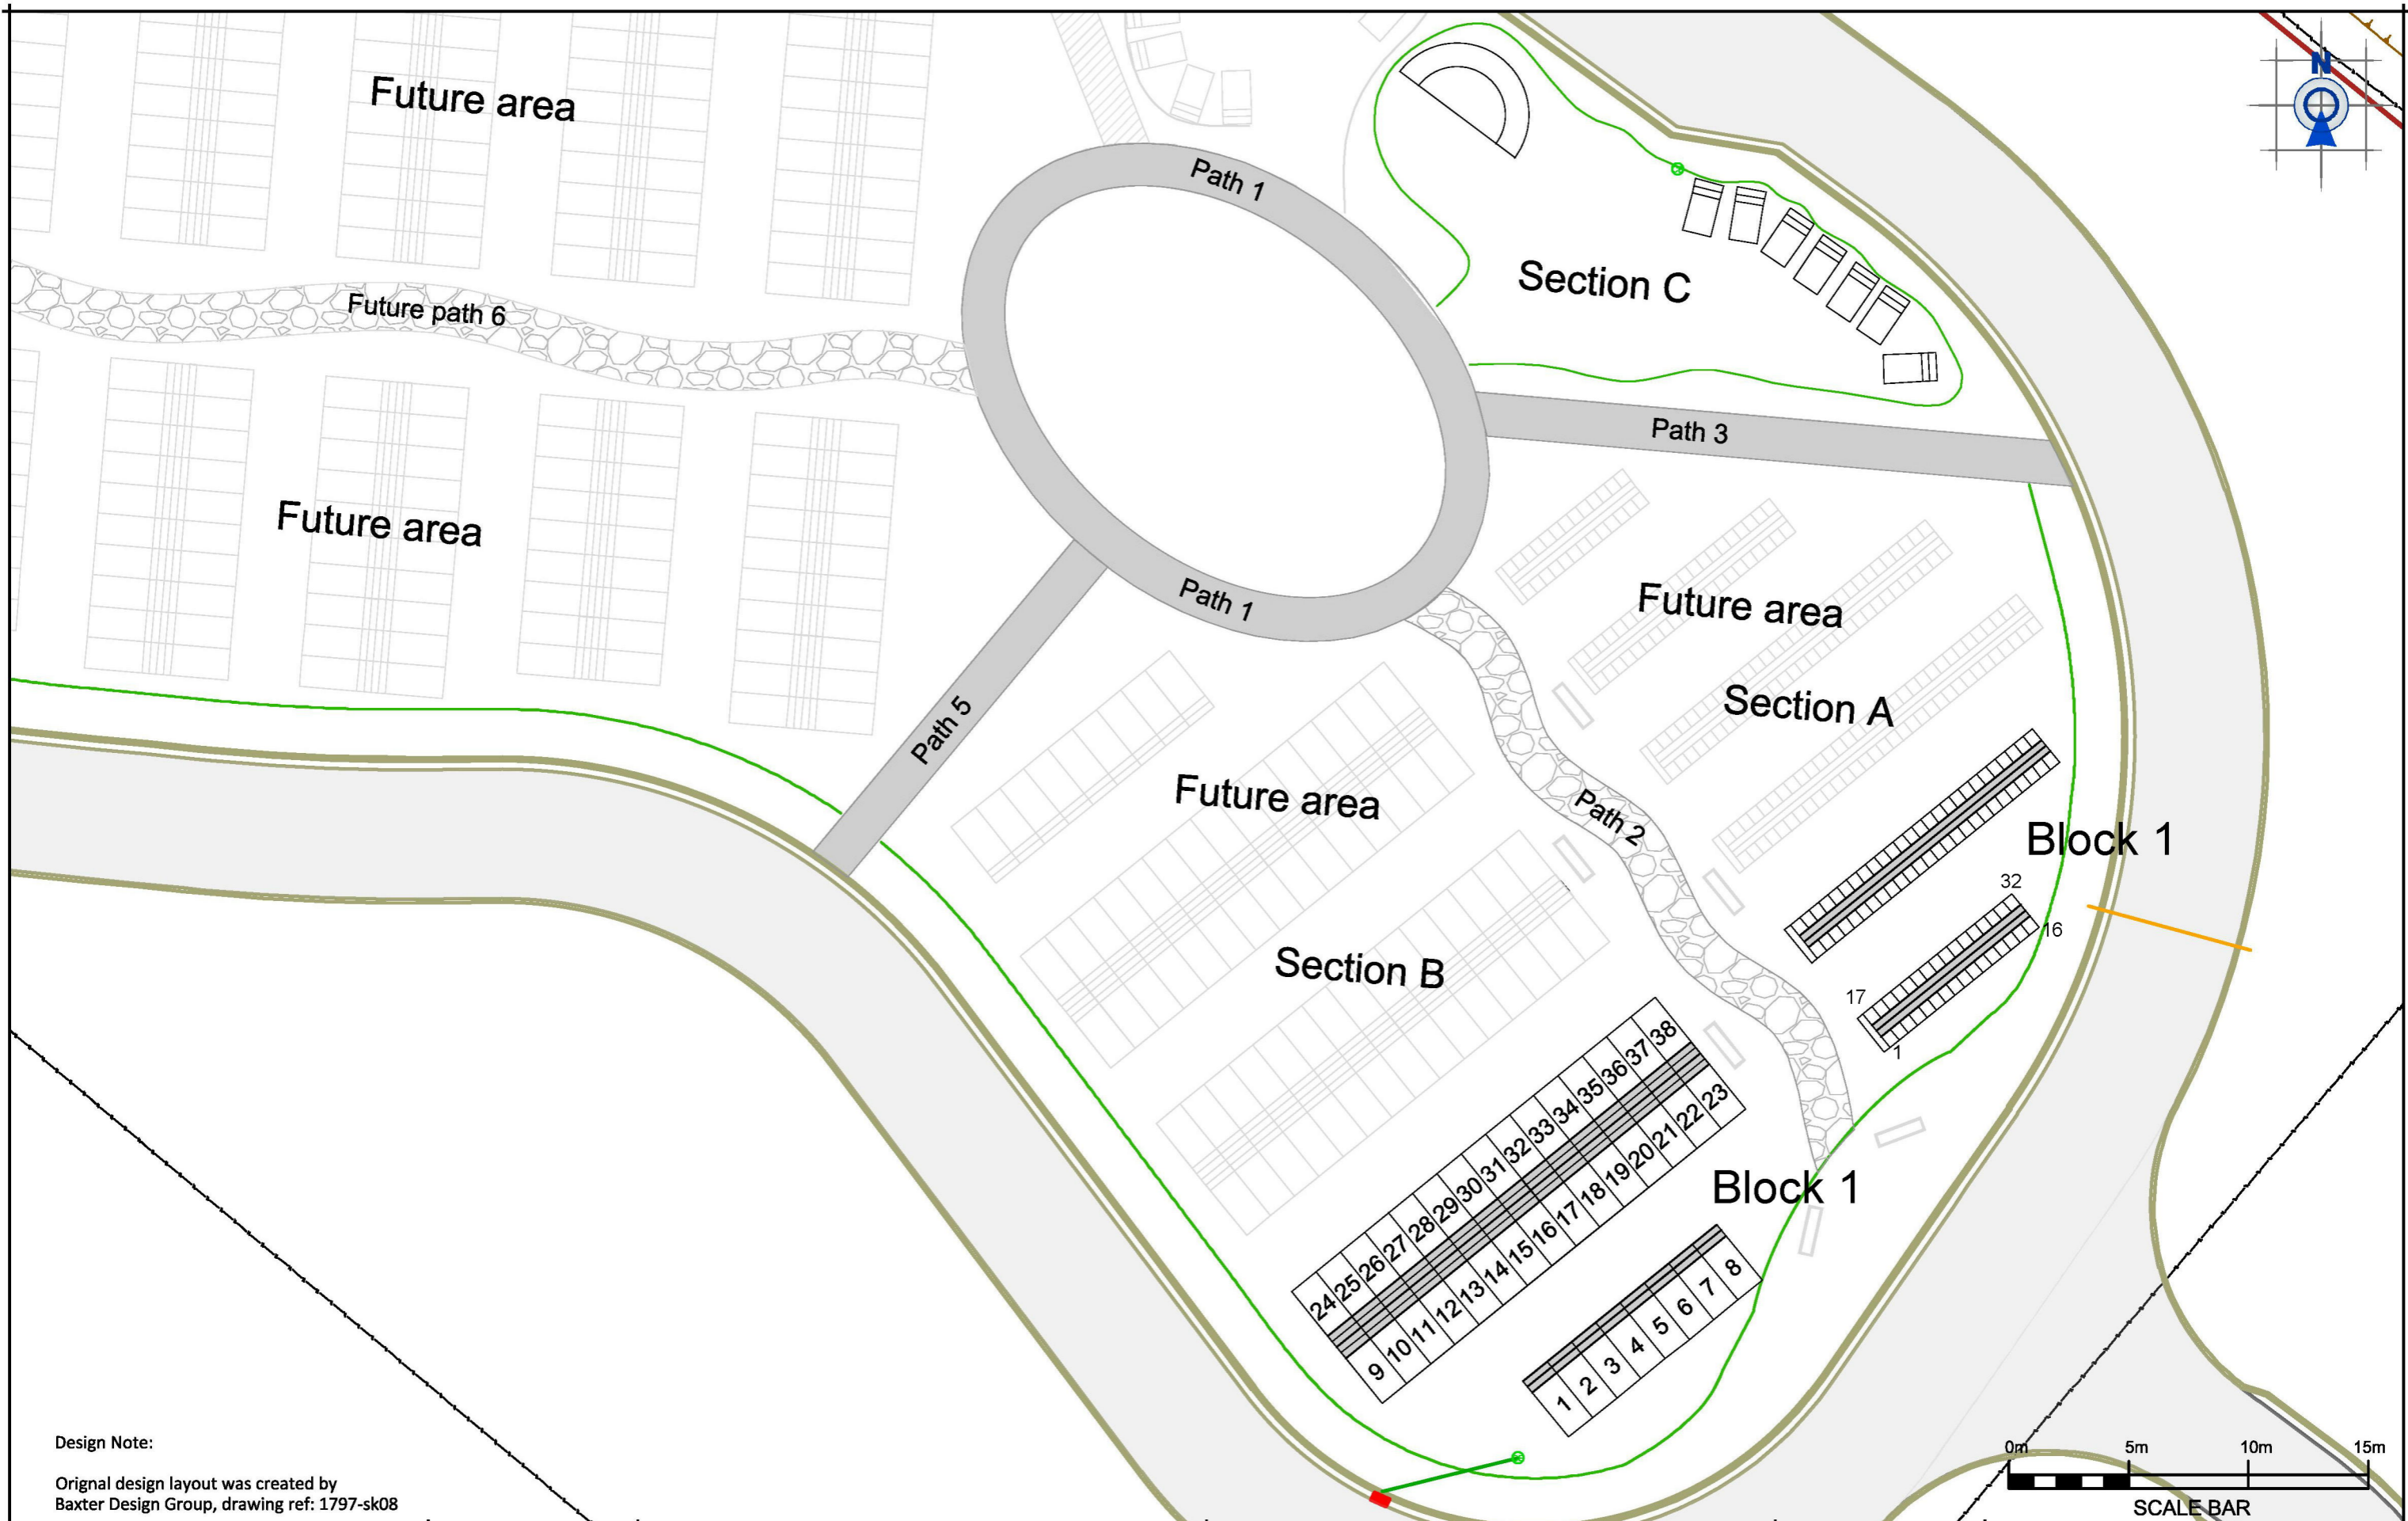 Future area
Path 1
N
Section C
Future path 6
Path 3
Future area
Future area
Path 1
Section A
Path 5
Future area
Path 2
Block 1
32
16
Section B
17
1
24 25 26 27 28 29 30 31 32 33 34 35 36 37 38
9 10 11 12 13 14 15 16 17 18 19 20 21 22 23
Block 1
1 2 3 4 5 6 7 8
Design Note:
Orignal design layout was created by
Baxter Design Group, drawing ref: 1797-sk08
0m 5m 10m 15m
SCALE BAR